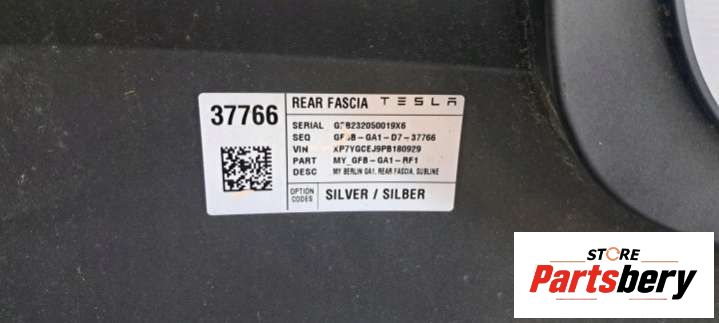 37766
REAR FASCIA TESLA
SERIAL
SEQ GA1-D7-37766
VIN XP7YGCEJ9PB180929
PART MY_GFB-GA1-RF1
DESC MY BERLIN GA1, REAR FASCIA, SUBLINE
OPTION CODES SILVER / SILBER
STORE
Partsbery